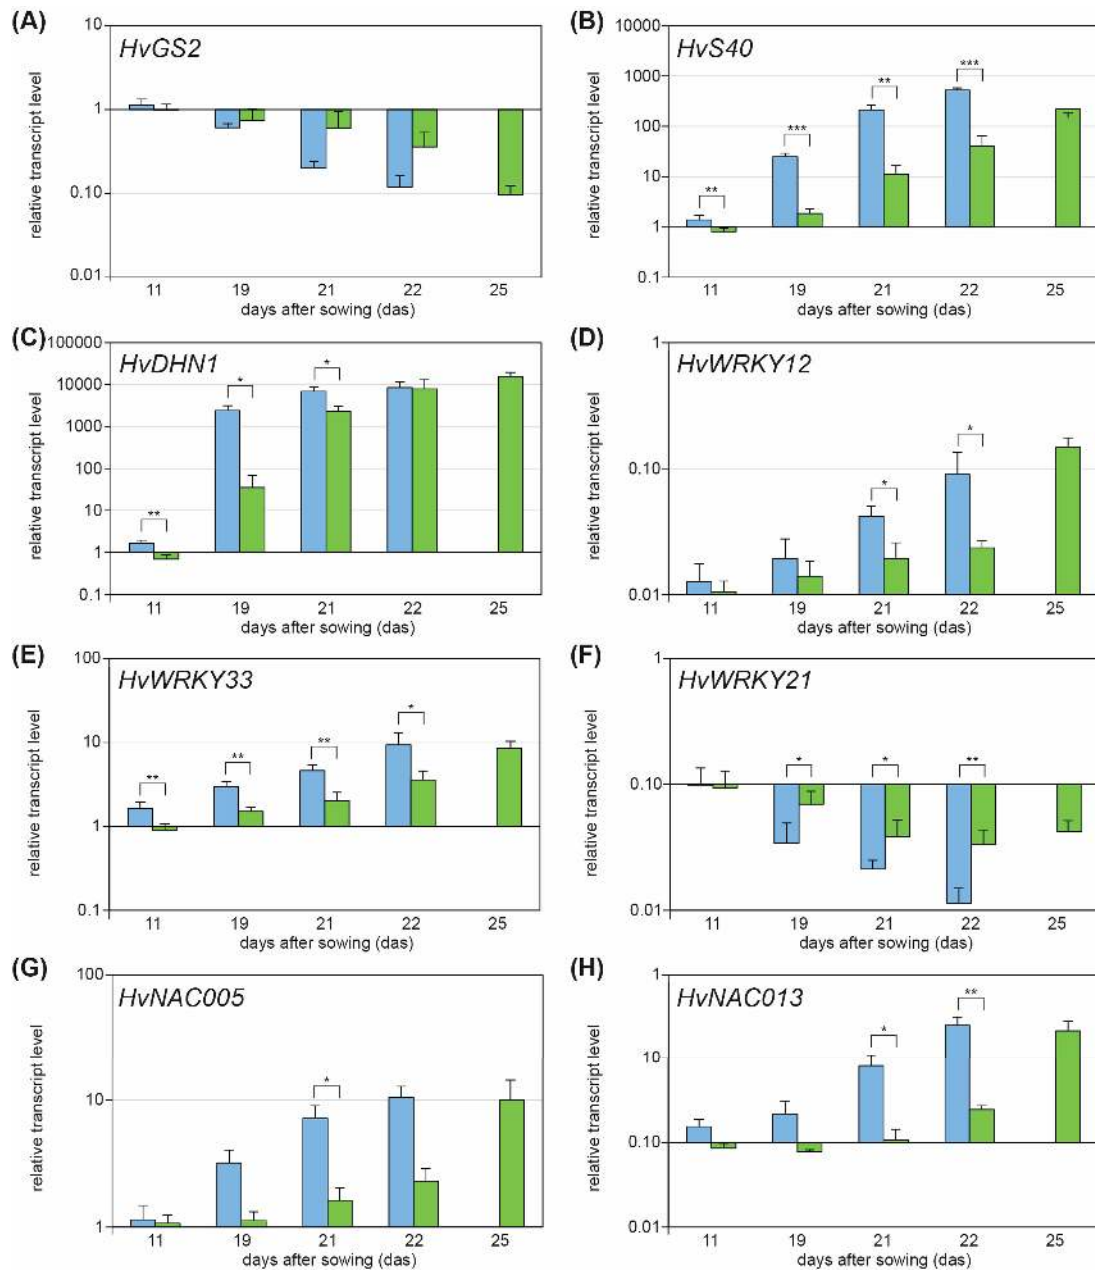 (A)
HvGS2
10
1
0.10
0.01
relative transcript level
11 19 21 22 25
days after sowing (das)
(B)
HvS40
10000
1000
100
10
1
0.1
relative transcript level
** *** ** ***
11 19 21 22 25
days after sowing (das)
(C)
HvDHN1
100000
10000
1000
100
10
1
0.1
relative transcript level
** * *
11 19 21 22 25
days after sowing (das)
(D)
HvWRKY12
1
0.10
0.01
relative transcript level
* *
11 19 21 22 25
days after sowing (das)
(E)
HvWRKY33
100
10
1
0.1
relative transcript level
** ** ** *
11 19 21 22 25
days after sowing (das)
(F)
HvWRKY21
1
0.10
0.01
relative transcript level
* * **
11 19 21 22 25
days after sowing (das)
(G)
HvNAC005
100
10
1
relative transcript level
*
11 19 21 22 25
days after sowing (das)
(H)
HvNAC013
1
10
0.10
0.01
relative transcript level
* **
11 19 21 22 25
days after sowing (das)